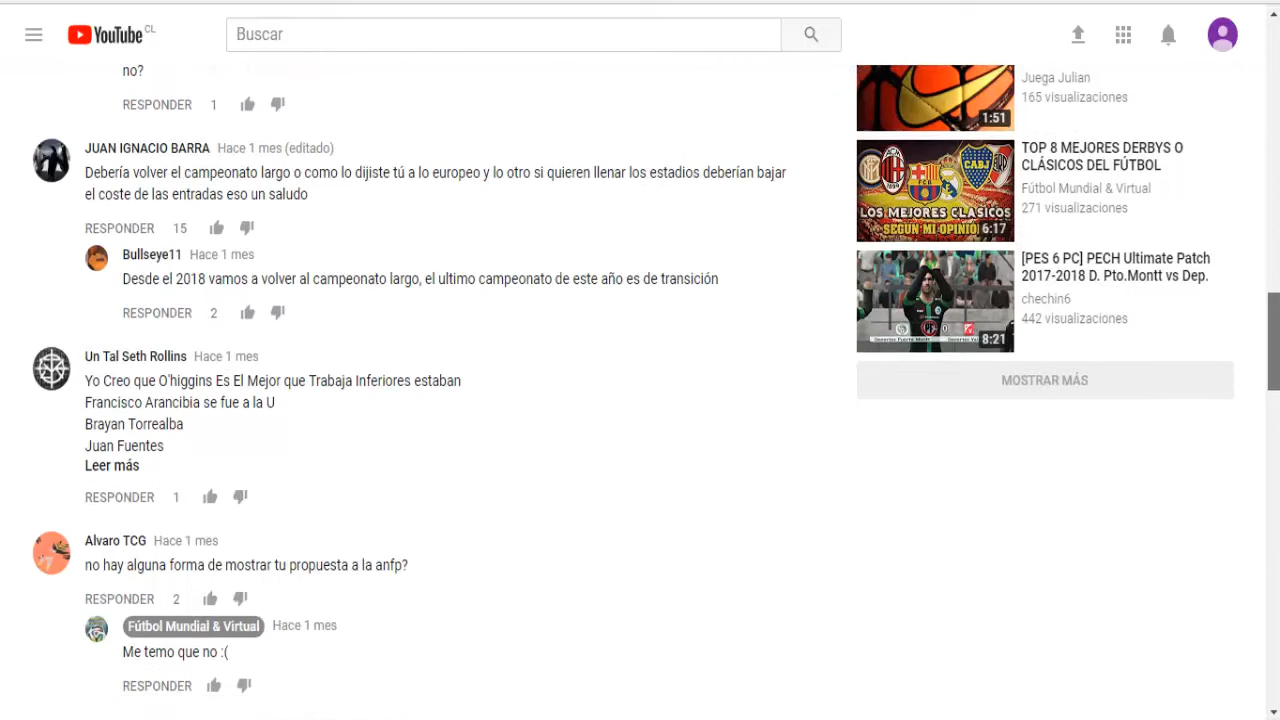 YouTube CL
Buscar
no?
RESPONDER 1
JUAN IGNACIO BARRA Hace 1 mes (editado)
Debería volver el campeonato largo o como lo dijiste tú a lo europeo y lo otro si quieren llenar los estadios deberían bajar
el coste de las entradas eso un saludo
RESPONDER 15
Bullseye11 Hace 1 mes
Desde el 2018 vamos a volver al campeonato largo, el ultimo campeonato de este año es de transición
RESPONDER 2
Un Tal Seth Rollins Hace 1 mes
Yo Creo que O'higgins Es El Mejor que Trabaja Inferiores estaban
Francisco Arancibia se fue a la U
Brayan Torrealba
Juan Fuentes
Leer más
RESPONDER 1
Alvaro TCG Hace 1 mes
no hay alguna forma de mostrar tu propuesta a la anfp?
RESPONDER 2
Fútbol Mundial & Virtual Hace 1 mes
Me temo que no :(
RESPONDER
Juega Julian
165 visualizaciones
1:51
TOP 8 MEJORES DERBYS O
CLÁSICOS DEL FÚTBOL
Fútbol Mundial & Virtual
271 visualizaciones
LOS MEJORES CLASICOS
SEGUN MI OPINION
6:17
[PES 6 PC] PECH Ultimate Patch
2017-2018 D. Pto.Montt vs Dep.
chechin6
442 visualizaciones
8:21
MOSTRAR MÁS